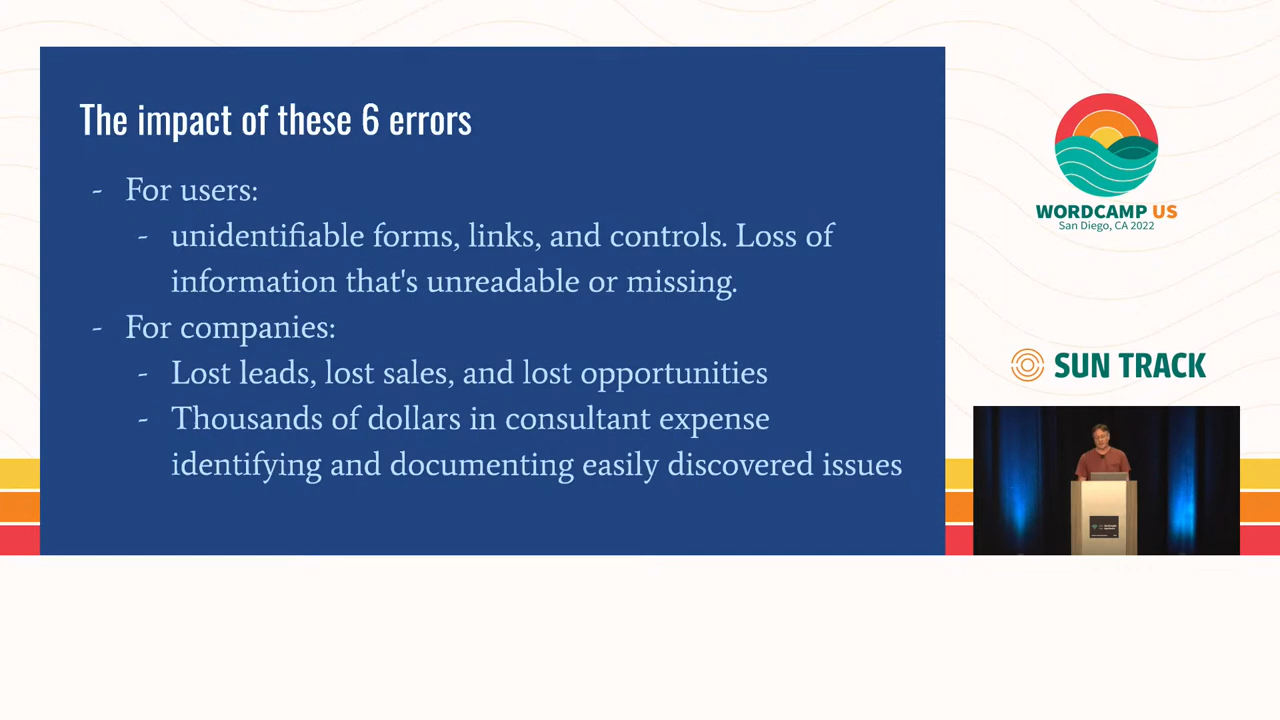 The impact of these 6 errors
- For users:
- unidentifiable forms, links, and controls. Loss of
information that's unreadable or missing.
- For companies:
- Lost leads, lost sales, and lost opportunities
- Thousands of dollars in consultant expense
identifying and documenting easily discovered issues
WORDCAMP US
San Diego, CA 2022
SUN TRACK